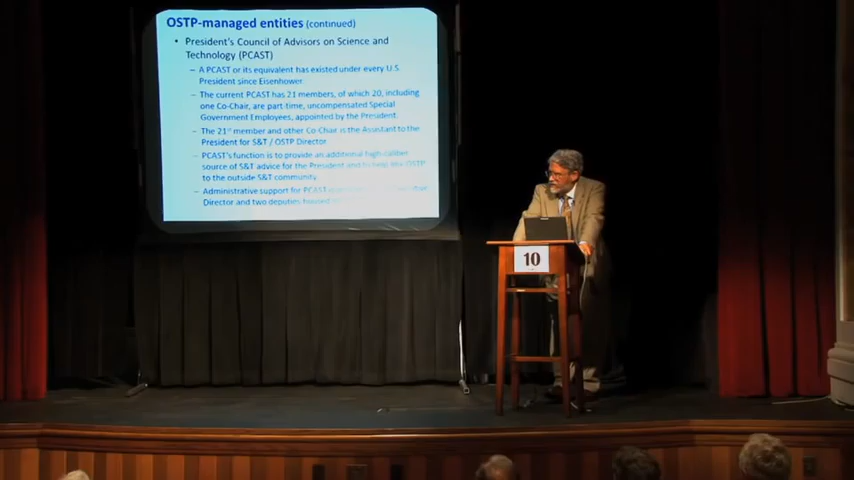 OSTP-managed entities (continued)
• President's Council of Advisors on Science and
Technology (PCAST)
– A PCAST or its equivalent has existed under every U.S.
President since Eisenhower
– The current PCAST has 21 members, of which 20, including
one Co-Chair, are part-time, uncompensated Special
Government Employees, appointed by the President
– The 21st member and other Co-Chair is the Assistant to the
President for S&T / OSTP Director
– PCAST's function is to provide an additional high-caliber
source of S&T advice for the President and to help link OSTP
to the outside S&T community
– Administrative support for PCAST
Director and two deputies housed
10